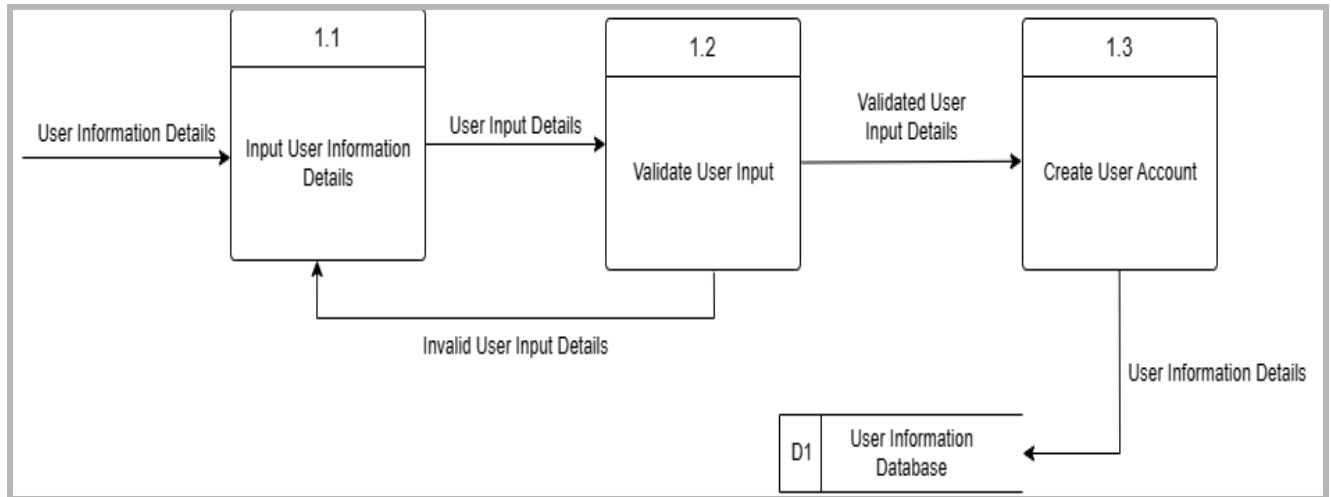 1.1
1.2
1.3
User Information Details
Input User Information
Details
User Input Details
Validate User Input
Validated User
Input Details
Create User Account
Invalid User Input Details
User Information Details
D1
User Information
Database